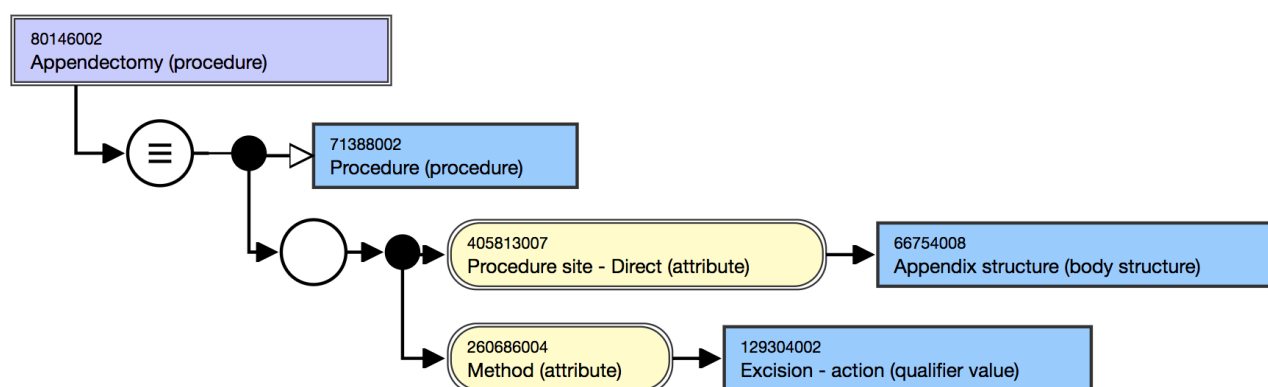 80146002
Appendectomy (procedure)
71388002
Procedure (procedure)
405813007
Procedure site - Direct (attribute)
66754008
Appendix structure (body structure)
260686004
Method (attribute)
129304002
Excision - action (qualifier value)